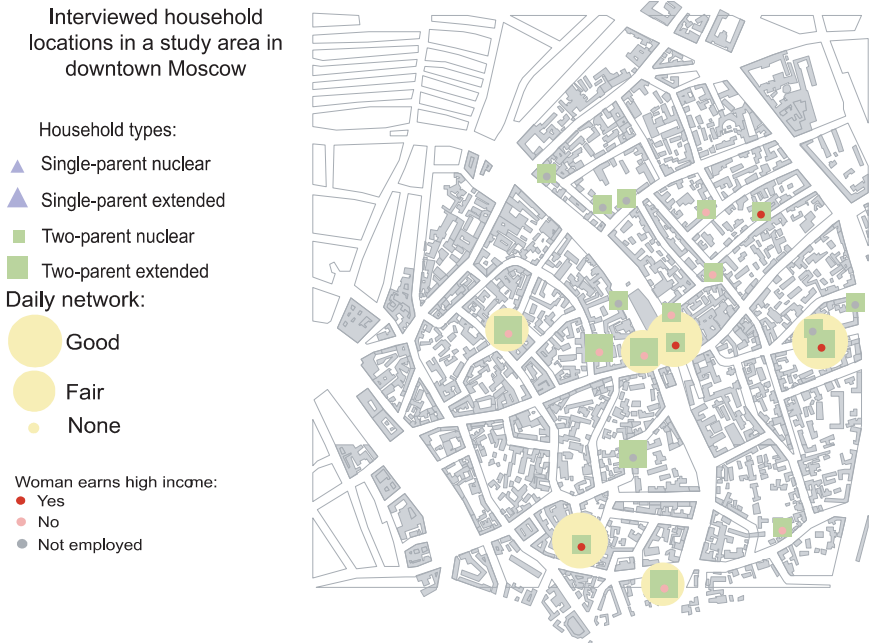 Interviewed household
locations in a study area in
downtown Moscow
Household types:
Single-parent nuclear
Single-parent extended
Two-parent nuclear
Two-parent extended
Daily network:
Good
Fair
None
Woman earns high income:
Yes
No
Not employed